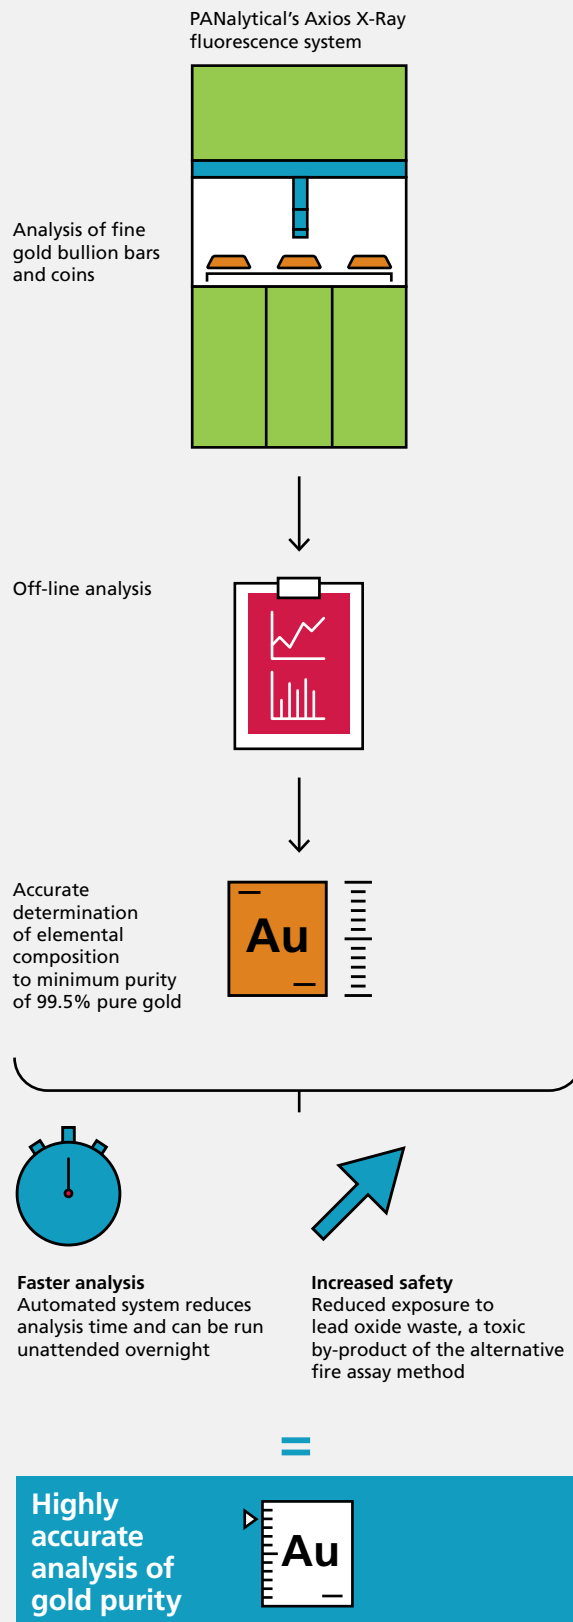 PANalytical's Axios X-Ray
fluorescence system
Analysis of fine
gold bullion bars
and coins
Off-line analysis
Accurate
determination
of elemental
composition
to minimum purity
of 99.5% pure gold
Au
Faster analysis
Automated system reduces
analysis time and can be run
unattended overnight
Increased safety
Reduced exposure to
lead oxide waste, a toxic
by-product of the alternative
fire assay method
=
Highly
accurate
analysis of
gold purity
Au